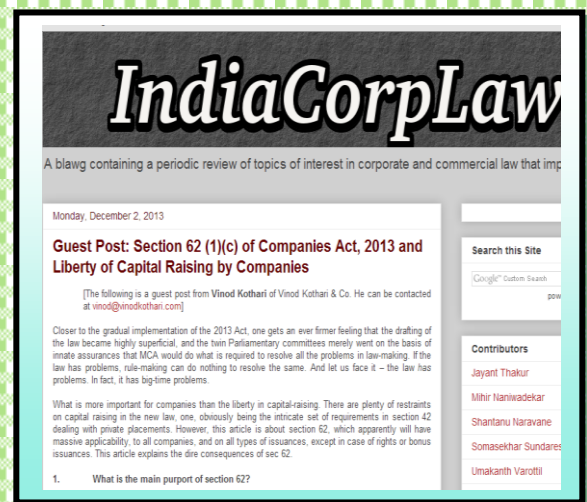 IndiaCorpLaw
A blawg containing a periodic review of topics of interest in corporate and commercial law that imp
Monday, December 2, 2013
Guest Post: Section 62 (1)(c) of Companies Act, 2013 and
Liberty of Capital Raising by Companies
[The following is a guest post from Vinod Kothari of Vinod Kothari & Co. He can be contacted
at vinod@vinodkothari.com]
Closer to the gradual implementation of the 2013 Act, one gets an ever firmer feeling that the drafting of
the law became highly superficial, and the twin Parliamentary committees merely went on the basis of
innate assurances that MCA would do what is required to resolve all the problems in law-making. If the
law has problems, rule-making can do nothing to resolve the same. And let us face it – the law has
problems. In fact, it has big-time problems.
What is more important for companies than the liberty in capital-raising. There are plenty of restraints
on capital raising in the new law, one, obviously being the intricate set of requirements in section 42
dealing with private placements. However, this article is about section 62, which apparently will have
massive applicability, to all companies, and on all types of issuances, except in case of rights or bonus
issuances. This article explains the dire consequences of sec 62.
1. What is the main purport of section 62?
Search this Site
Google™ Custom Search
pow
Contributors
Jayant Thakur
Mihir Naniwadekar
Shantanu Naravane
Somasekhar Sundares
Umakanth Varottil